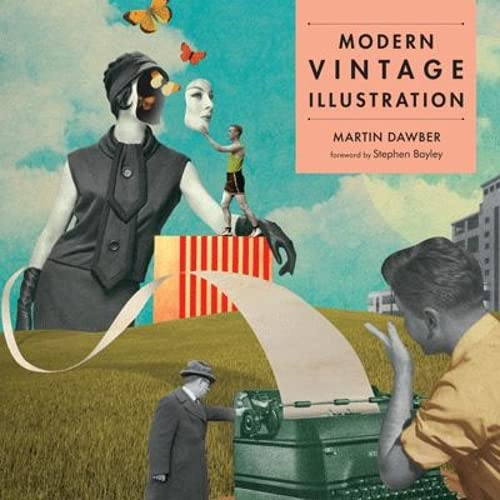 MODERN
VINTAGE
ILLUSTRATION
MARTIN DAWBER
foreword by Stephen Bayley